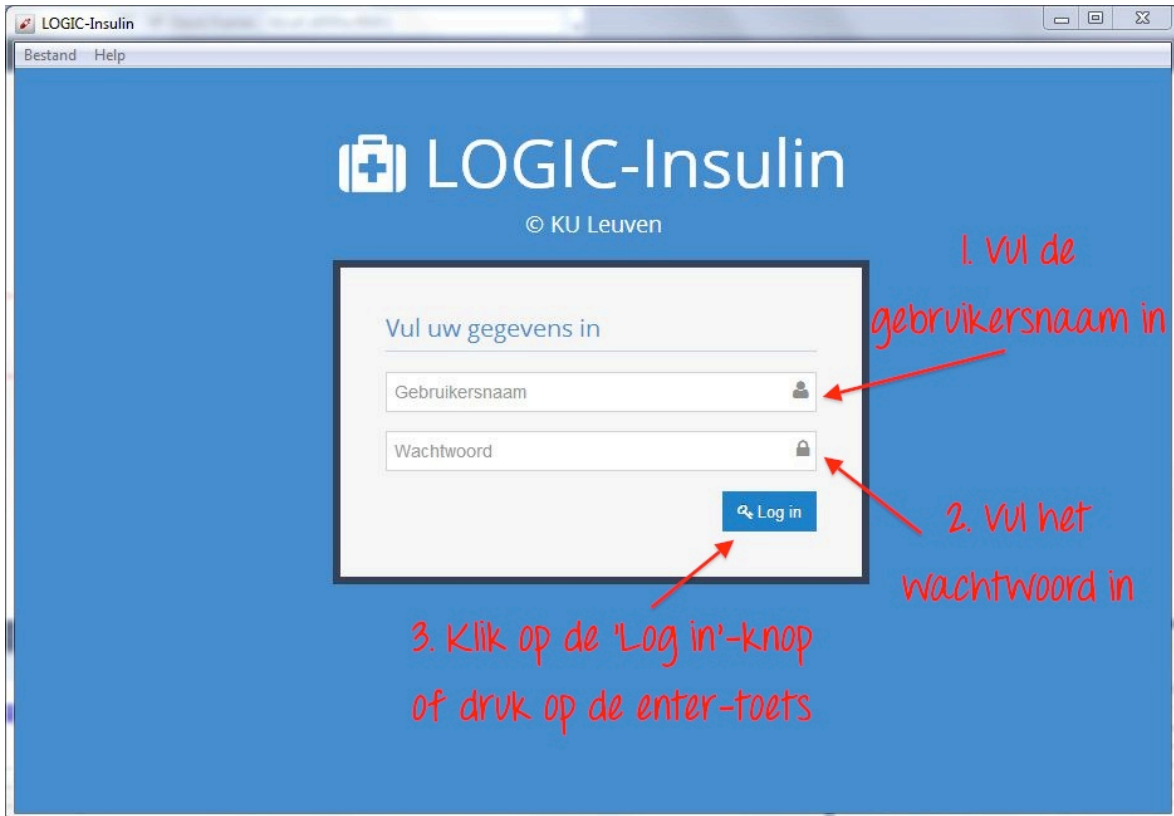 LOGIC-Insulin
Bestand Help
LOGIC-Insulin
© KU Leuven
1. Vul de
gebruikersnaam in
Vul uw gegevens in
Gebruikersnaam
Wachtwoord
Log in
2. Vul het
wachtwoord in
3. Klik op de 'Log in'-knop
of druk op de enter-toets